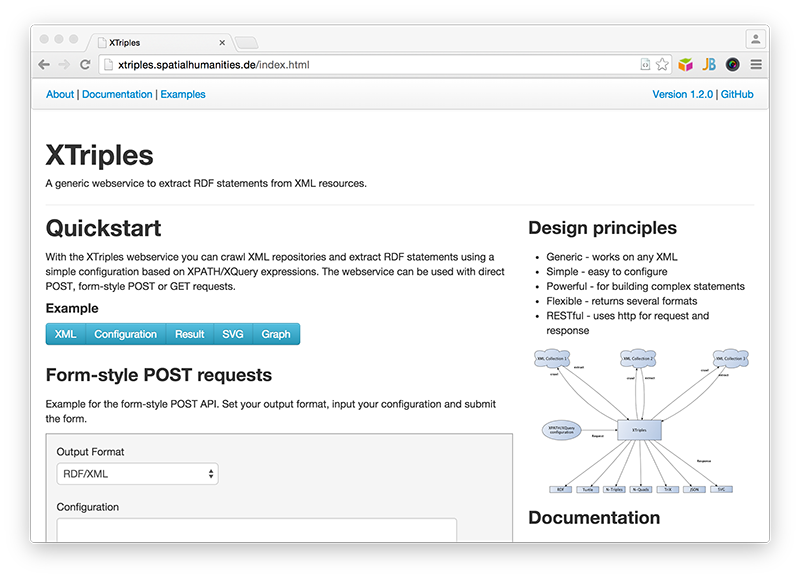 XTriples
xtriples.spatialhumanities.de/index.html
JB
About | Documentation | Examples
Version 1.2.0 | GitHub
XTriples
A generic webservice to extract RDF statements from XML resources.
Quickstart
With the XTriples webservice you can crawl XML repositories and extract RDF statements using a
simple configuration based on XPATH/XQuery expressions. The webservice can be used with direct
POST, form-style POST or GET requests.
Example
XML Configuration Result SVG Graph
Form-style POST requests
Example for the form-style POST API. Set your output format, input your configuration and submit
the form.
Output Format
RDF/XML
Configuration
Design principles
Generic - works on any XML
Simple - easy to configure
Powerful - for building complex statements
Flexible - returns several formats
RESTful - uses http for request and
response
XML Collection 1 XML Collection 2 XML Collection 3
crawl extract crawl extract crawl extract
XPATH/XQuery
configuration
Request
XTriples
Response
RDF Turtle N-Triples N-Quads TriX JSON SVG
Documentation